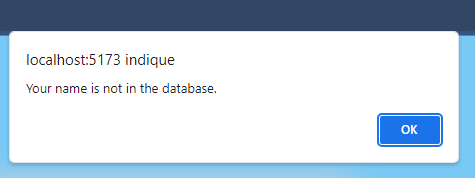 localhost:5173 indique
Your name is not in the database.
OK